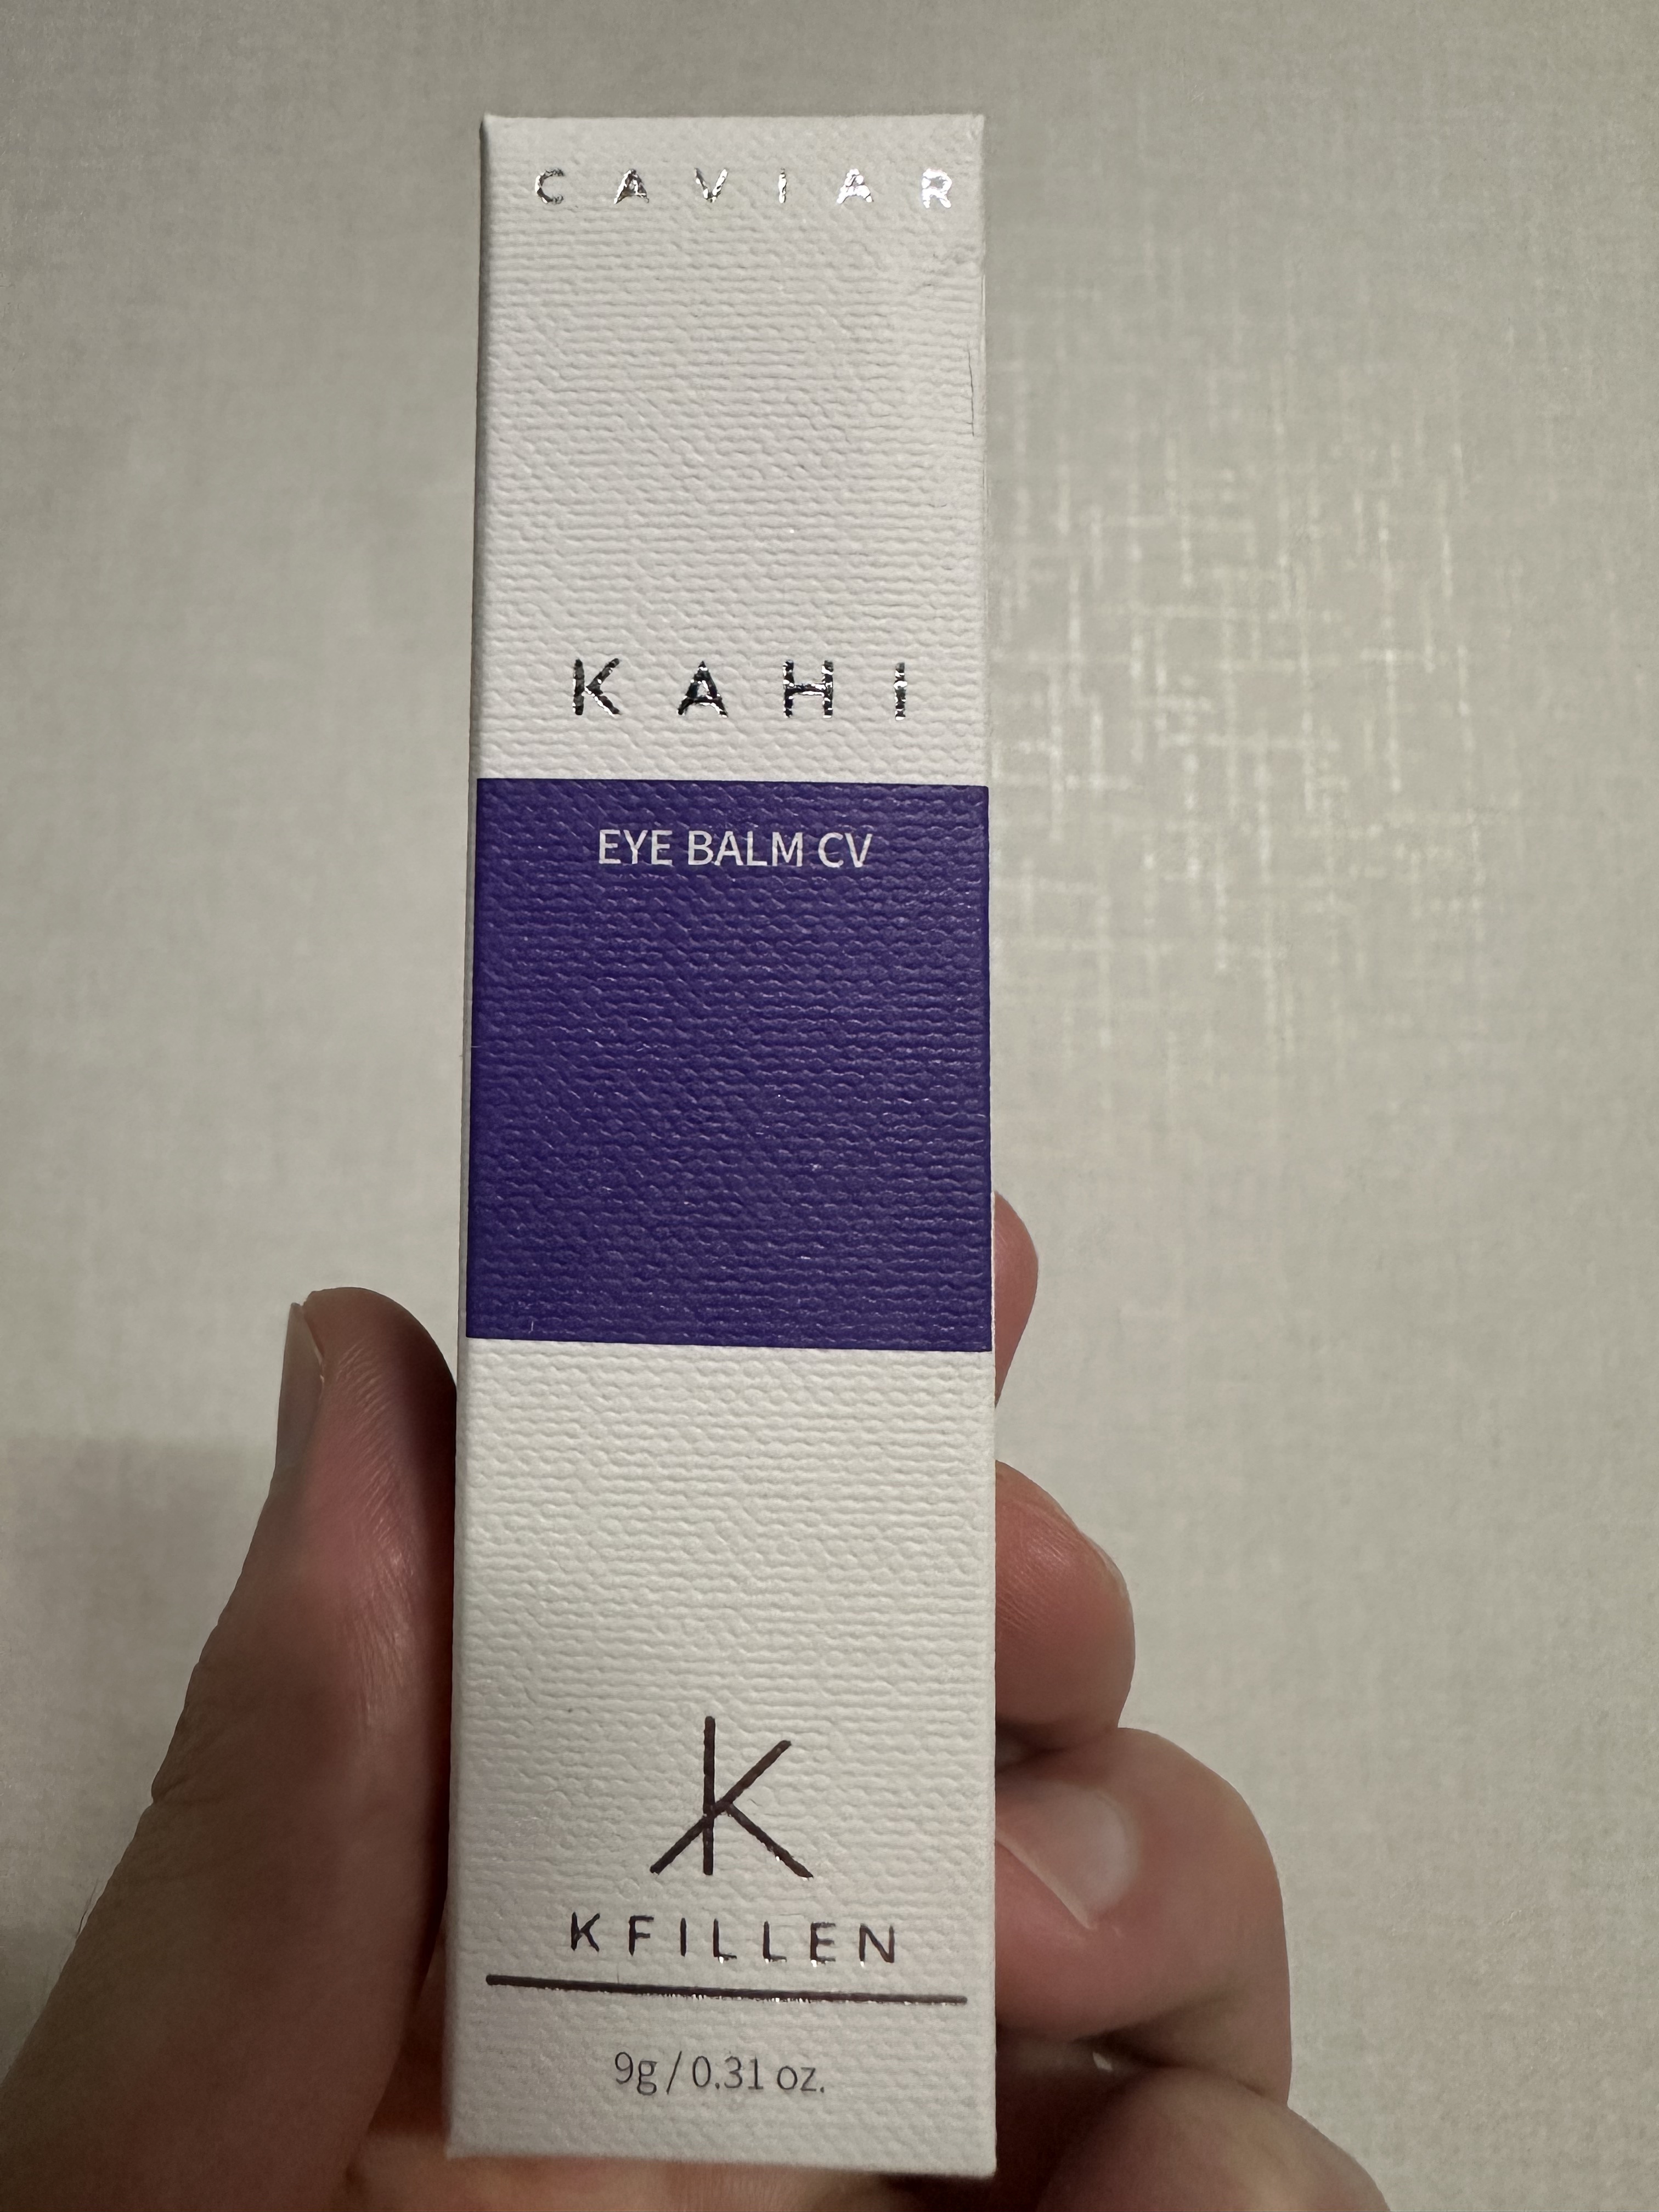 CAVIAR
KAHI
EYE BALM CV
K
KFILLEN
9g / 0.31 oz.